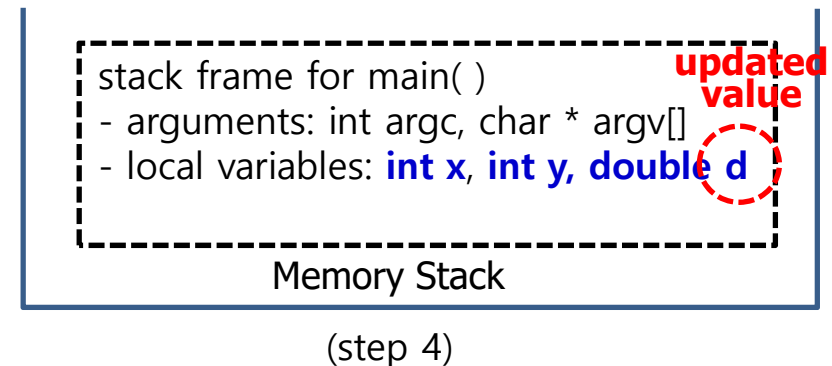 stack frame for main( )
updated
value
- arguments: int argc, char * argv[]
- local variables: int x, int y, double d
Memory Stack
(step 4)